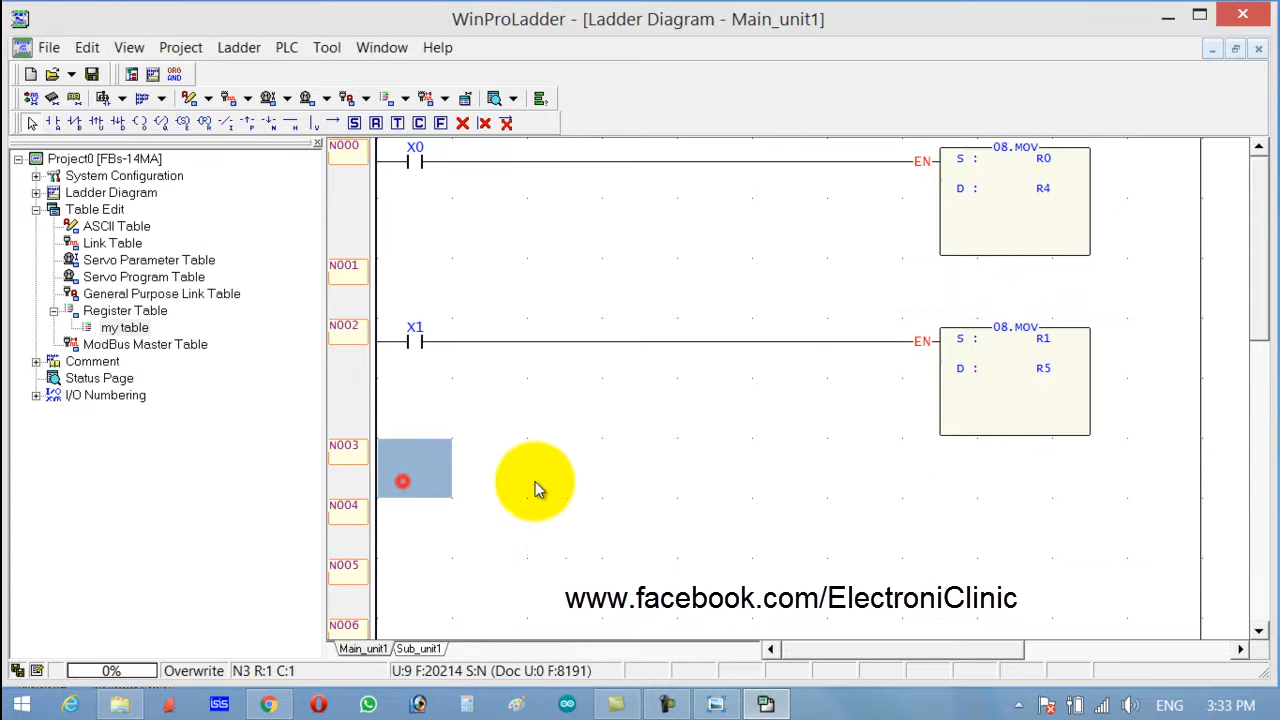 WinProLadder - [Ladder Diagram - Main_unit1]
File Edit View Project Ladder PLC Tool Window Help
ORG
AND
A B U D O Q S R I P N H V S R T C F
Project0 [FBs-14MA]
System Configuration
Ladder Diagram
Table Edit
ASCII Table
Link Table
Servo Parameter Table
Servo Program Table
General Purpose Link Table
Register Table
my table
ModBus Master Table
Comment
Status Page
I/O Numbering
N000
X0
EN
08.MOV
S : R0
D : R4
N001
N002
X1
EN
08.MOV
S : R1
D : R5
N003
N004
N005
www.facebook.com/ElectroniClinic
N006
Main_unit1 Sub_unit1
0% Overwrite N3 R:1 C:1 U:9 F:20214 S:N (Doc U:0 F:8191)
ISIS ENG 3:33 PM